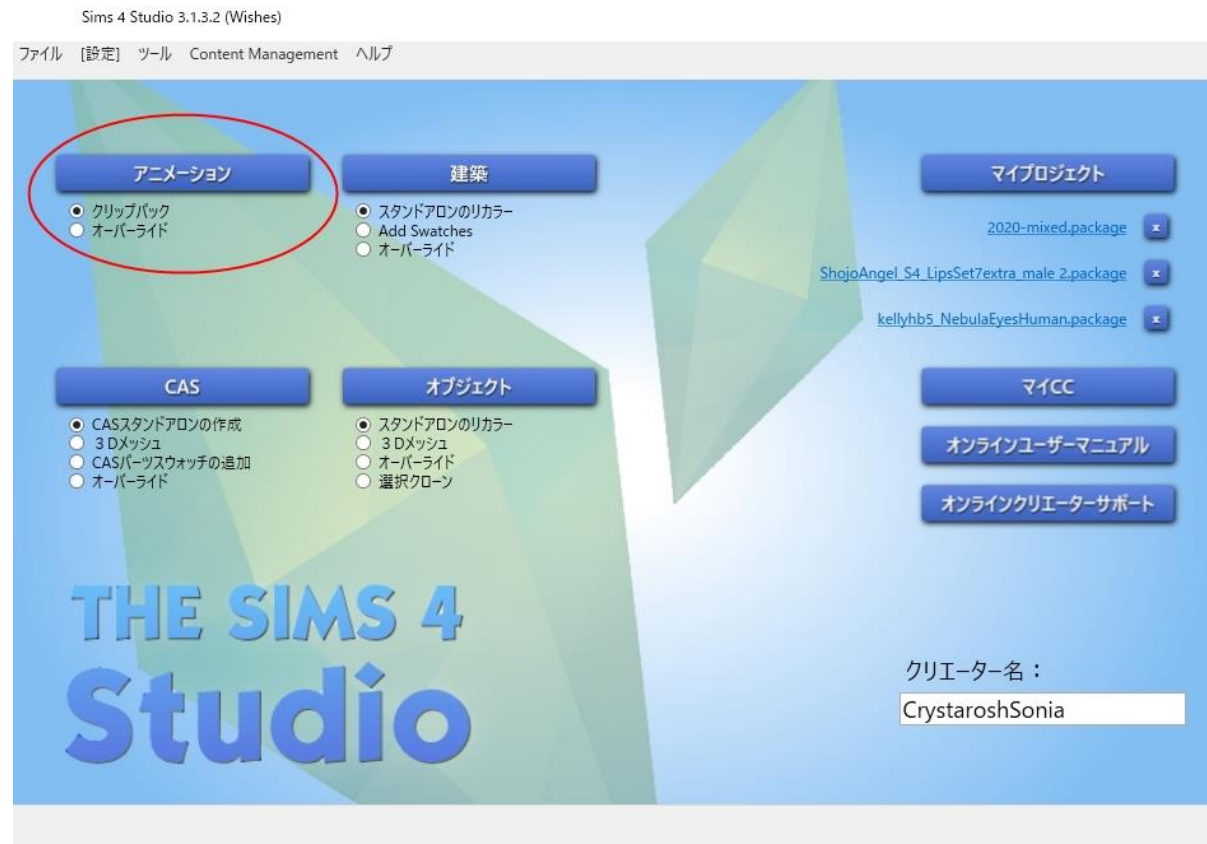 Sims 4 Studio 3.1.3.2 (Wishes)
ファイル [設定] ツール Content Management ヘルプ
アニメーション
クリップパック
オーバーライド
建築
スタンドアロンのリカラー
Add Swatches
オーバーライド
マイプロジェクト
2020-mixed.package x
ShojoAngel_S4_LipsSet7extra_male 2.package x
kellyhb5_NebulaEyesHuman.package x
CAS
CASスタンドアロンの作成
3Dメッシュ
CASパーツスウォッチの追加
オーバーライド
オブジェクト
スタンドアロンのリカラー
3Dメッシュ
オーバーライド
選択クローン
マイCC
オンラインユーザーマニュアル
オンラインクリエーターサポート
THE SIMS 4
Studio
クリエーター名：
CrystaroshSonia